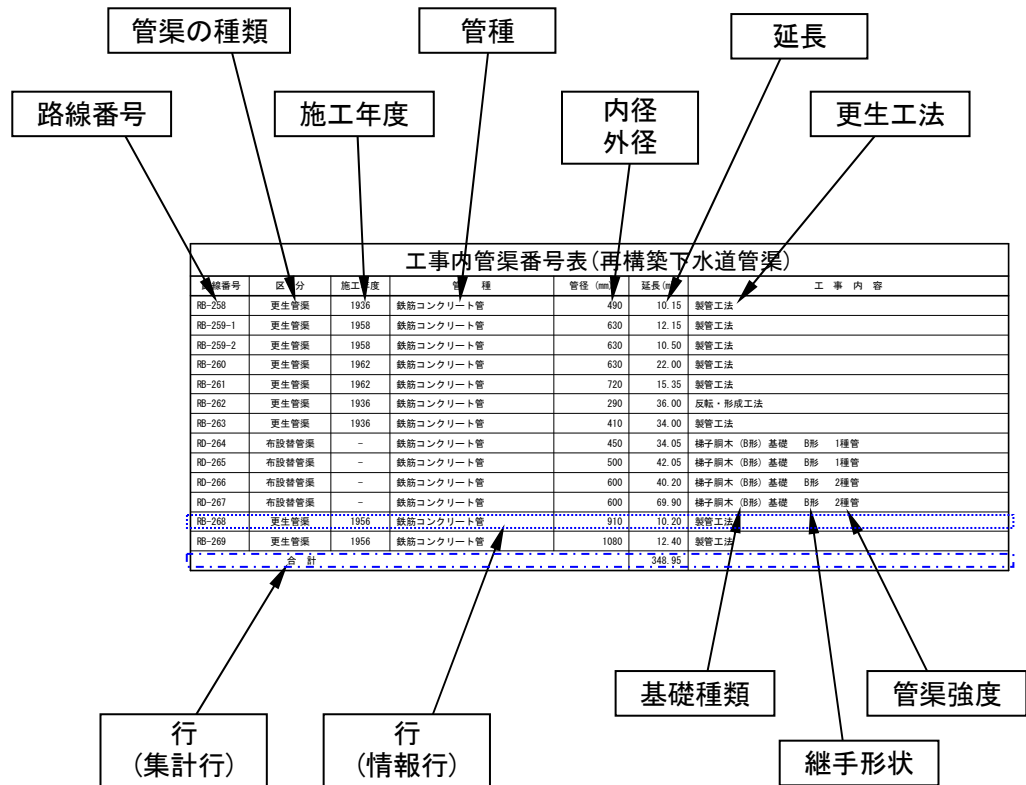 管渠の種類
管種
延長
路線番号
施工年度
内径
外径
更生工法
工事内管渠番号表(再構築下水道管渠)
路線番号 区 分 施工年度 管 種 管径 (mm) 延長(m) 工 事 内 容
RB-258 更生管渠 1936 鉄筋コンクリート管 490 10.15 製管工法
RB-259-1 更生管渠 1958 鉄筋コンクリート管 630 12.15 製管工法
RB-259-2 更生管渠 1958 鉄筋コンクリート管 630 10.50 製管工法
RB-260 更生管渠 1962 鉄筋コンクリート管 630 22.00 製管工法
RB-261 更生管渠 1962 鉄筋コンクリート管 720 15.35 製管工法
RB-262 更生管渠 1936 鉄筋コンクリート管 290 36.00 反転・形成工法
RB-263 更生管渠 1936 鉄筋コンクリート管 410 34.00 製管工法
RD-264 布設替管渠 - 鉄筋コンクリート管 450 34.05 梯子胴木 (B形) 基礎 B形 1種管
RD-265 布設替管渠 - 鉄筋コンクリート管 500 42.05 梯子胴木 (B形) 基礎 B形 1種管
RD-266 布設替管渠 - 鉄筋コンクリート管 600 40.20 梯子胴木 (B形) 基礎 B形 2種管
RD-267 布設替管渠 - 鉄筋コンクリート管 600 69.90 梯子胴木 (B形) 基礎 B形 2種管
RB-268 更生管渠 1956 鉄筋コンクリート管 910 10.20 製管工法
RB-269 更生管渠 1956 鉄筋コンクリート管 1080 12.40 製管工法
合 計 348.95
基礎種類
管渠強度
行
(集計行)
行
(情報行)
継手形状